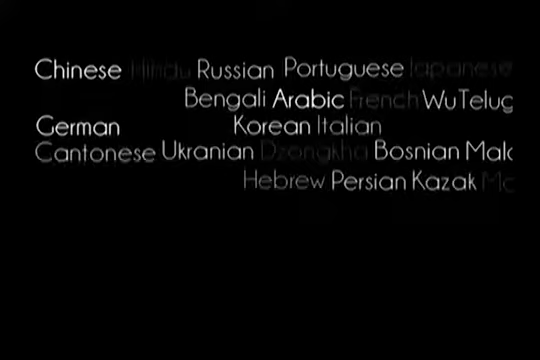 Chinese Hindu Russian Portuguese Japanese
Bengali Arabic French Wu Telug
German Korean Italian
Cantonese Ukranian Dzongkha Bosnian
Hebrew Persian Kazak